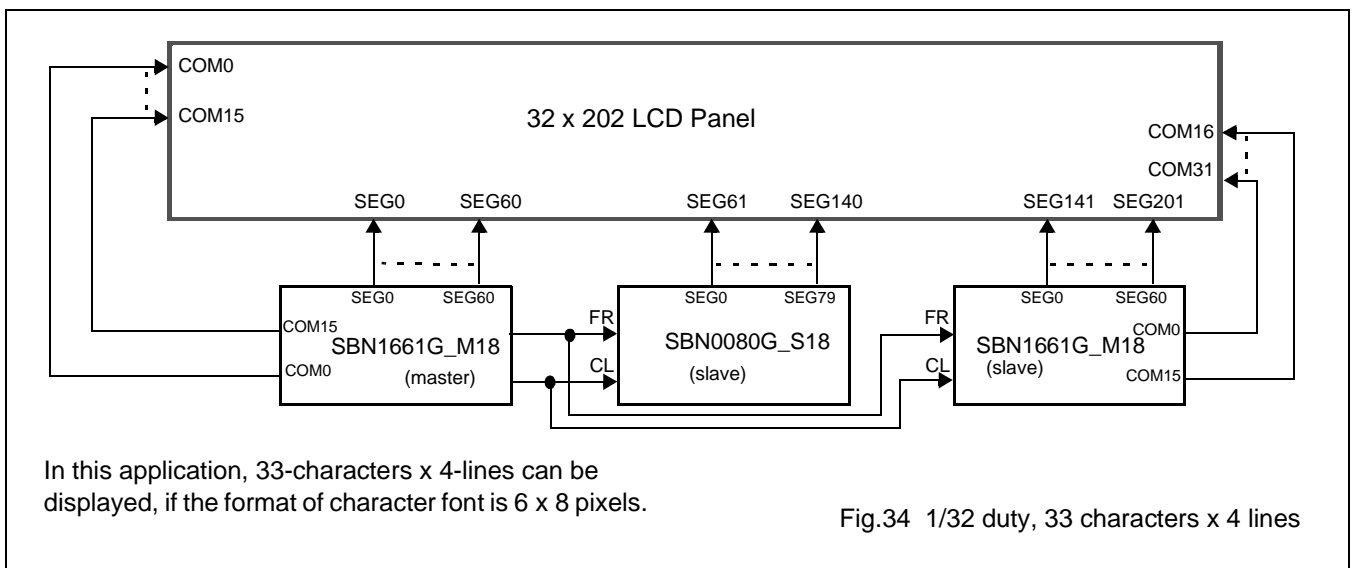 COM0
COM15
32 x 202 LCD Panel
COM16
COM31
SEG0 SEG60 SEG61 SEG140 SEG141 SEG201
SEG0 SEG60 SEG0 SEG79 SEG0 SEG60
COM15
COM0
SBN1661G_M18
(master)
FR
CL
SBN0080G_S18
(slave)
FR
CL
SBN1661G_M18
(slave)
COM0
COM15
In this application, 33-characters x 4-lines can be
displayed, if the format of character font is 6 x 8 pixels.
Fig.34 1/32 duty, 33 characters x 4 lines